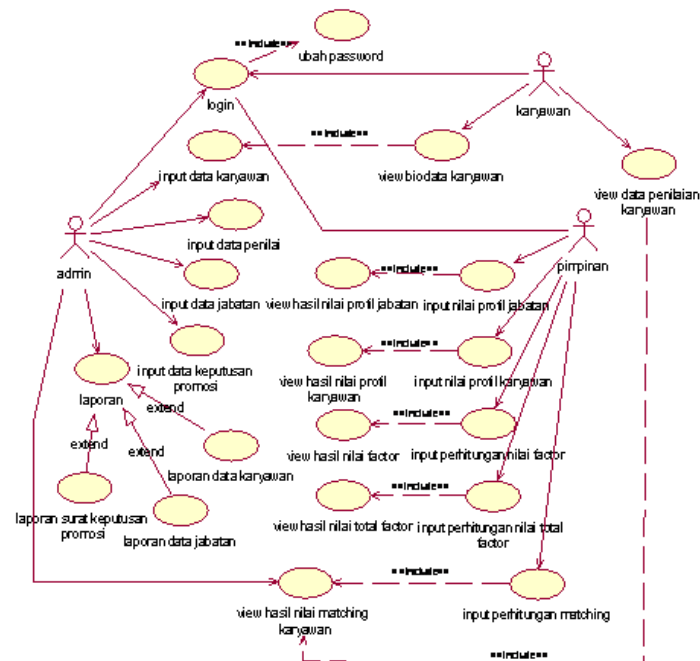 <<include>>
ubah password
login
karyawan
<<include>>
input data karyawan
view biodata karyawan
view data penilaian
karyawan
input data penilai
admin
pimpinan
<<include>>
input data jabatan
view hasil nilai profil jabatan
input nilai profil jabatan
<<include>>
input data keputusan
promosi
view hasil nilai profil
karyawan
input nilai profil karyawan
laporan
extend
<<include>>
extend
extend
laporan data karyawan
view hasil nilai factor
input perhitungan nilai factor
<<include>>
laporan surat keputusan
promosi
laporan data jabatan
view hasil nilai total factor
input perhitungan nilai total
factor
<<include>>
view hasil nilai matching
karyawan
input perhitungan matching
<<include>>